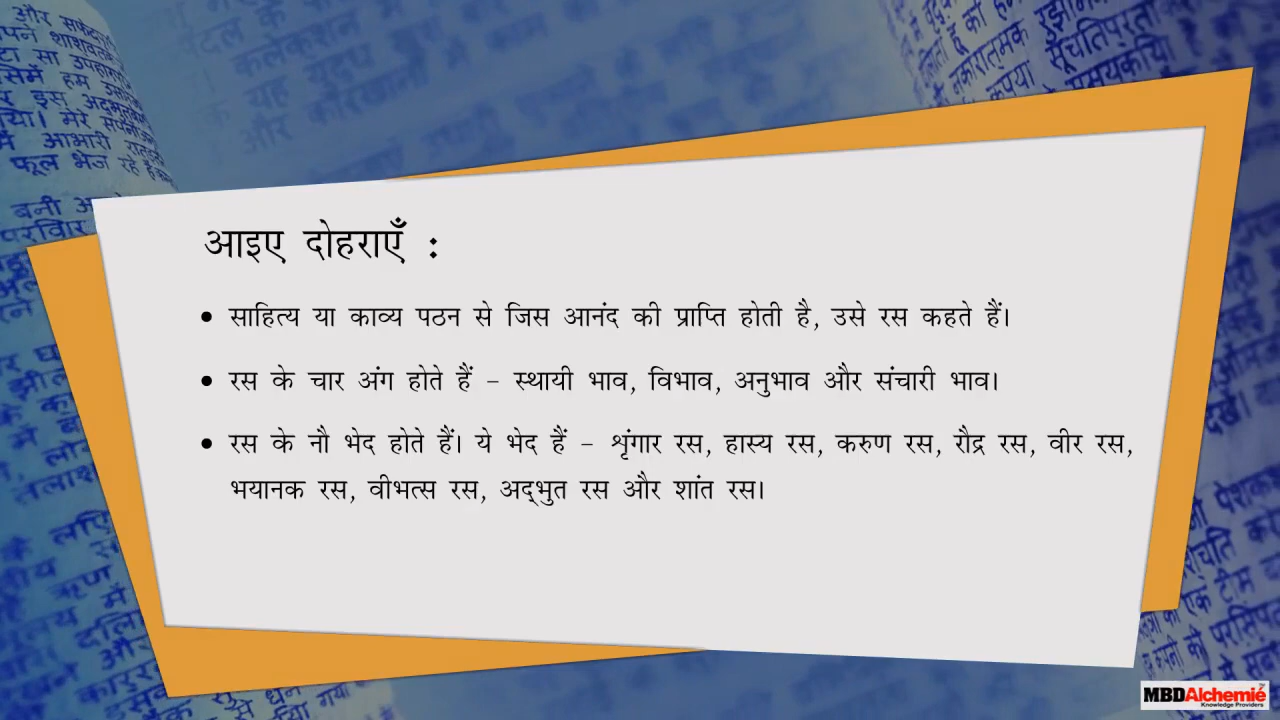 आइए दोहराएँ :
• साहित्य या काव्य पठन से जिस आनंद की प्राप्ति होती है, उसे रस कहते हैं।
• रस के चार अंग होते हैं – स्थायी भाव, विभाव, अनुभाव और संचारी भाव।
• रस के नौ भेद होते हैं। ये भेद हैं – शृंगार रस, हास्य रस, करुण रस, रौद्र रस, वीर रस,
भयानक रस, वीभत्स रस, अद्‌भुत रस और शांत रस।
MBDAlchemie
Knowledge Providers